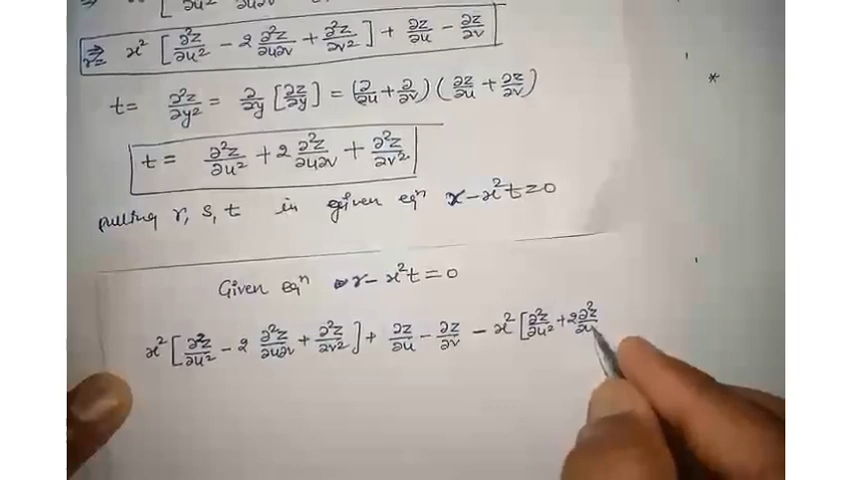 ⇒ r = x² [∂²z/∂u² - 2 ∂²z/∂u∂v + ∂²z/∂v²] + ∂z/∂u - ∂z/∂v
t = ∂²z/∂y² = ∂/∂y [∂z/∂y] = (∂/∂u + ∂/∂v) (∂z/∂u + ∂z/∂v)
*
t = ∂²z/∂u² + 2 ∂²z/∂u∂v + ∂²z/∂v²
putting r, s, t in given eqⁿ r - x²t = 0
Given eqⁿ r - x²t = 0
x² [∂²z/∂u² - 2 ∂²z/∂u∂v + ∂²z/∂v²] + ∂z/∂u - ∂z/∂v - x² [∂²z/∂u² + 2∂²z/∂u